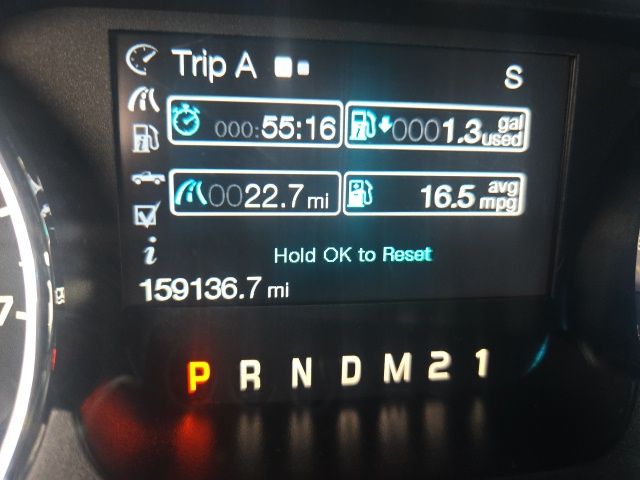 Trip A
S
000:55:16
0001.3 gal used
0022.7 mi
16.5 avg mpg
Hold OK to Reset
159136.7 mi
P R N D M 2 1
7